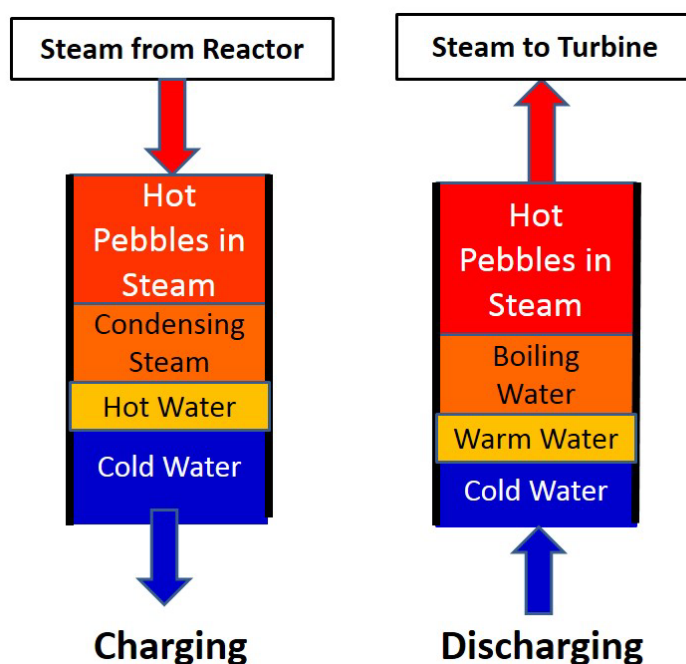 Steam from Reactor
Hot
Pebbles in
Steam
Condensing
Steam
Hot Water
Cold Water
Charging
Steam to Turbine
Hot
Pebbles in
Steam
Boiling
Water
Warm Water
Cold Water
Discharging